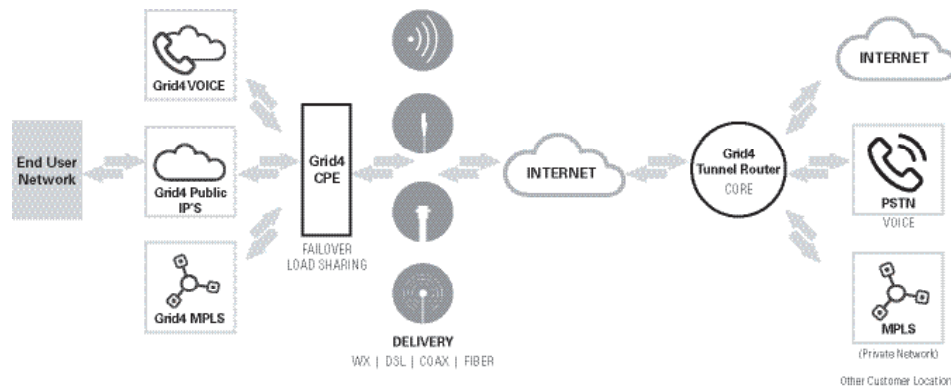 End User
Network
Grid4 VOICE
Grid4 Public
IP'S
Grid4 MPLS
Grid4
CPE
FAILOVER
LOAD SHARING
DELIVERY
WX | DSL | COAX | FIBER
INTERNET
Grid4
Tunnel Router
CORE
INTERNET
PSTN
VOICE
MPLS
(Private Network)
Other Customer Location